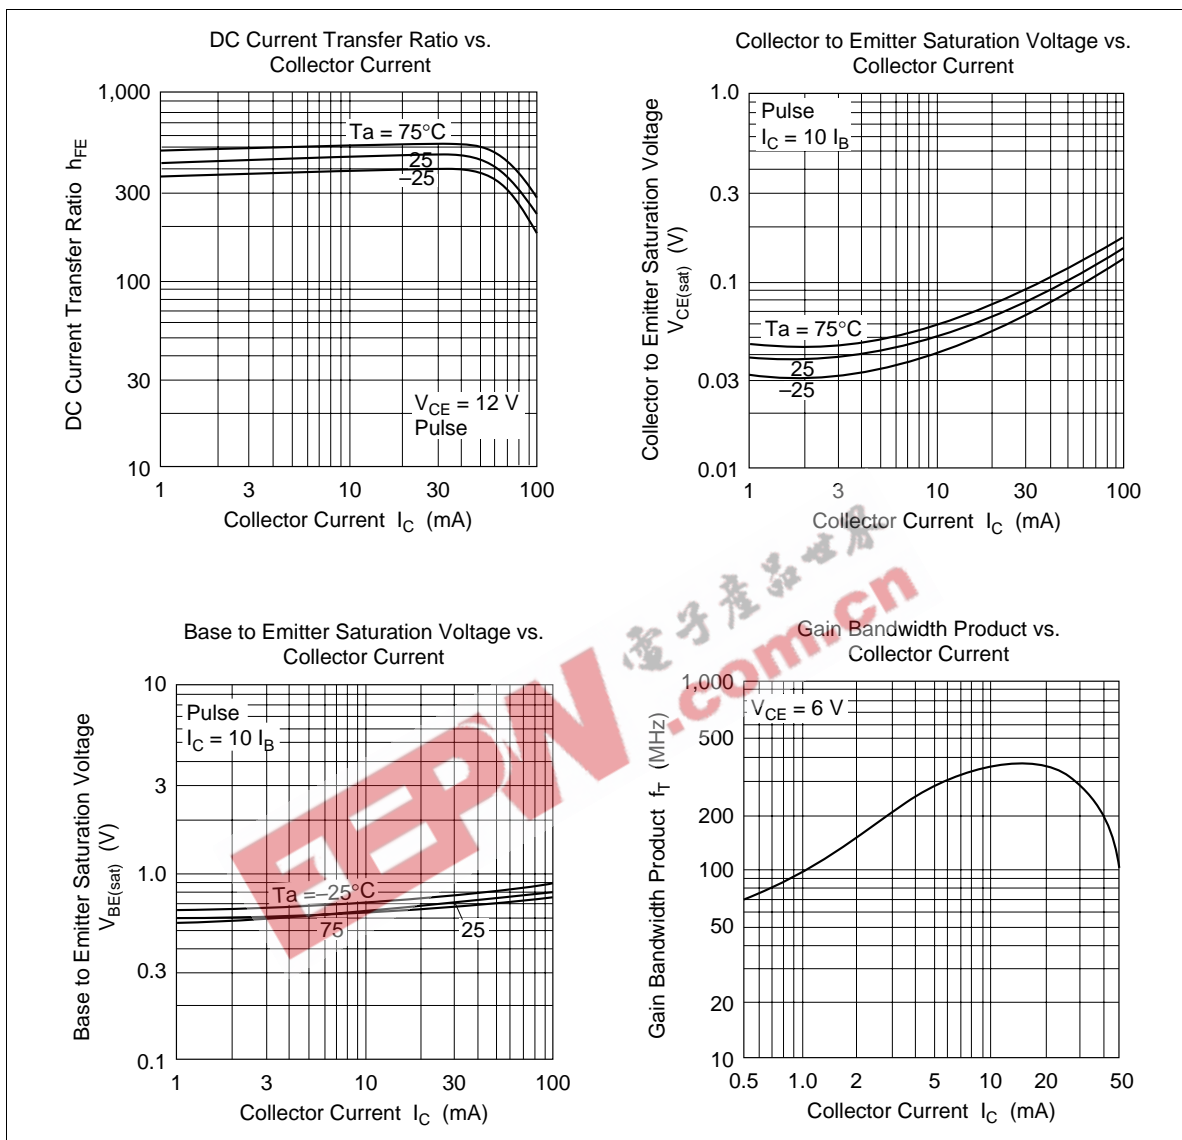 DC Current Transfer Ratio vs.
Collector Current
1,000
300
100
30
10
DC Current Transfer Ratio hFE
Ta = 75°C
25
–25
VCE = 12 V
Pulse
1 3 10 30 100
Collector Current IC (mA)
Collector to Emitter Saturation Voltage vs.
Collector Current
1.0
0.3
0.1
0.03
0.01
Collector to Emitter Saturation Voltage
VCE(sat) (V)
Pulse
IC = 10 IB
Ta = 75°C
25
–25
1 3 10 30 100
Collector Current IC (mA)
Base to Emitter Saturation Voltage vs.
Collector Current
10
3
1.0
0.3
0.1
Base to Emitter Saturation Voltage
VBE(sat) (V)
Pulse
IC = 10 IB
Ta =–25°C
75
25
1 3 10 30 100
Collector Current IC (mA)
Gain Bandwidth Product vs.
Collector Current
1,000
500
200
100
50
20
10
Gain Bandwidth Product fT (MHz)
VCE = 6 V
0.5 1.0 2 5 10 20 50
Collector Current IC (mA)
EEPW
.com.cn
電子產品世界